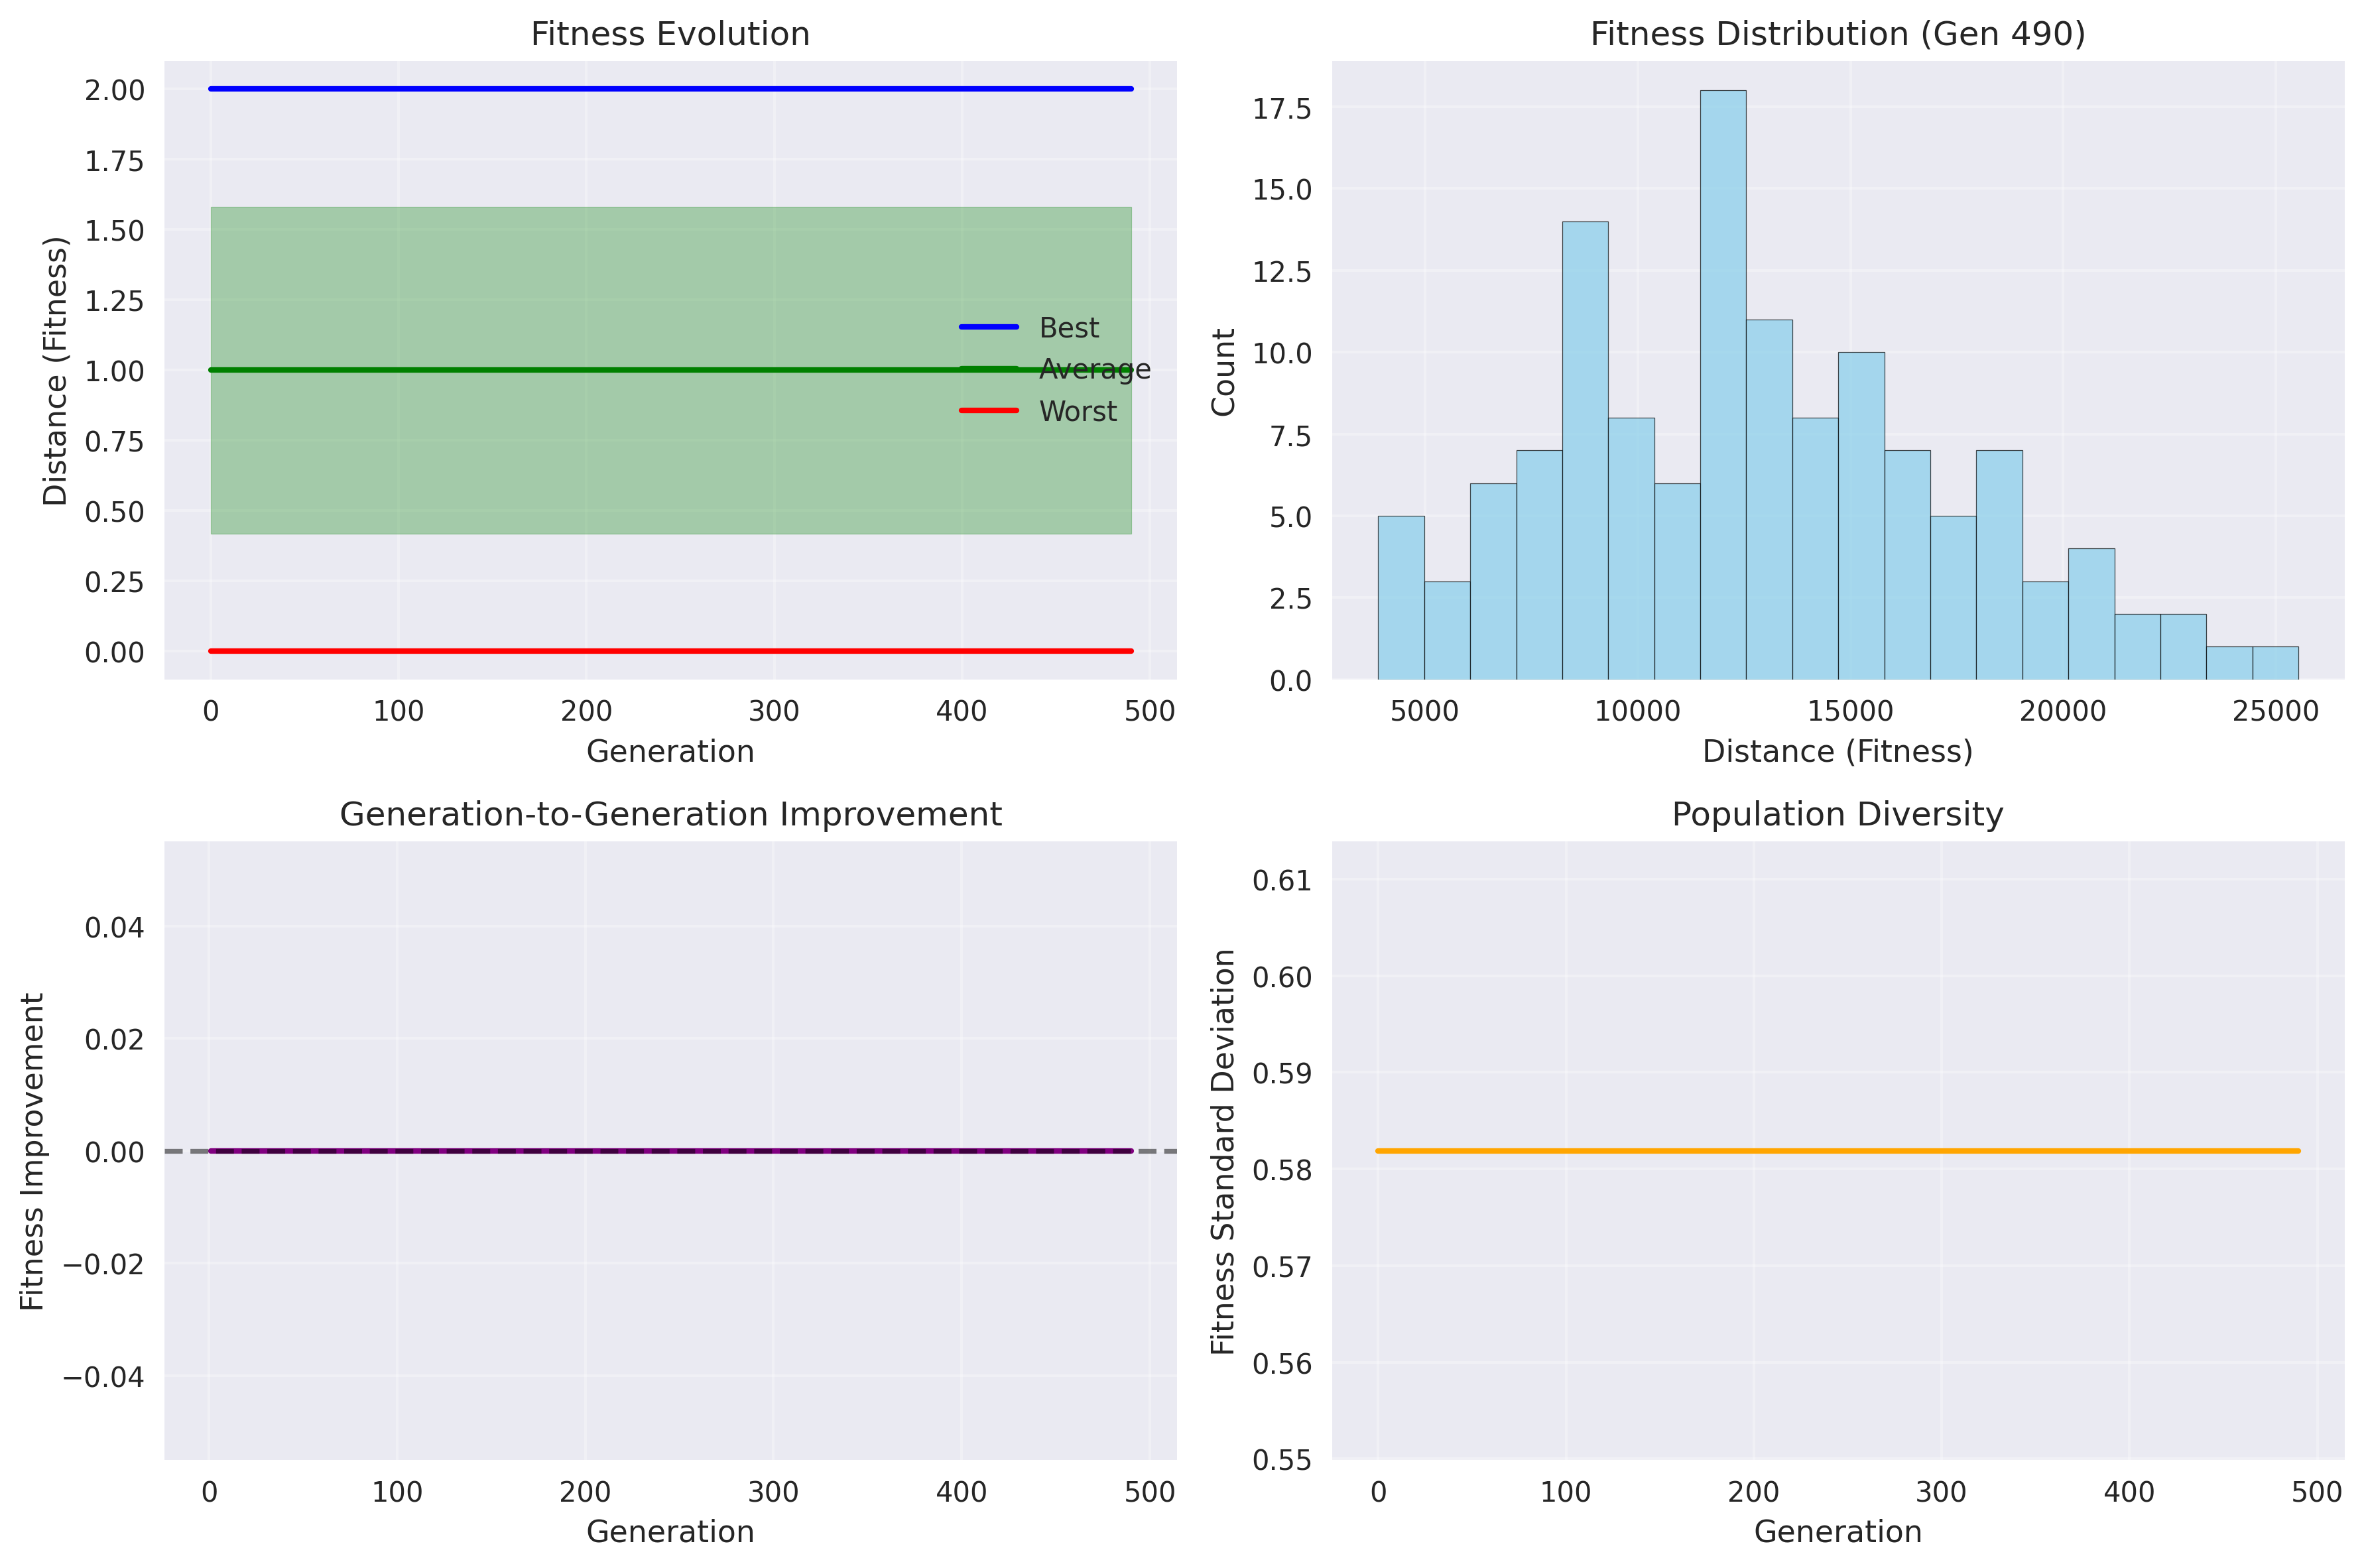 Fitness Evolution
Distance (Fitness)
2.00
1.75
1.50
1.25
1.00
0.75
0.50
0.25
0.00
Best
Average
Worst
0 100 200 300 400 500
Generation
Fitness Distribution (Gen 490)
Count
17.5
15.0
12.5
10.0
7.5
5.0
2.5
0.0
5000 10000 15000 20000 25000
Distance (Fitness)
Generation-to-Generation Improvement
Fitness Improvement
0.04
0.02
0.00
−0.02
−0.04
0 100 200 300 400 500
Generation
Population Diversity
Fitness Standard Deviation
0.61
0.60
0.59
0.58
0.57
0.56
0.55
0 100 200 300 400 500
Generation